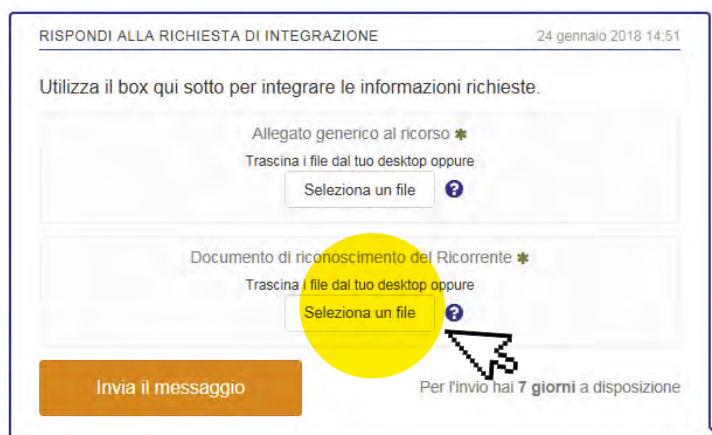 RISPONDI ALLA RICHIESTA DI INTEGRAZIONE 24 gennaio 2018 14:51
Utilizza il box qui sotto per integrare le informazioni richieste.
Allegato generico al ricorso *
Trascina i file dal tuo desktop oppure
Seleziona un file ?
Documento di riconoscimento del Ricorrente *
Trascina i file dal tuo desktop oppure
Seleziona un file ?
Invia il messaggio Per l'invio hai 7 giorni a disposizione